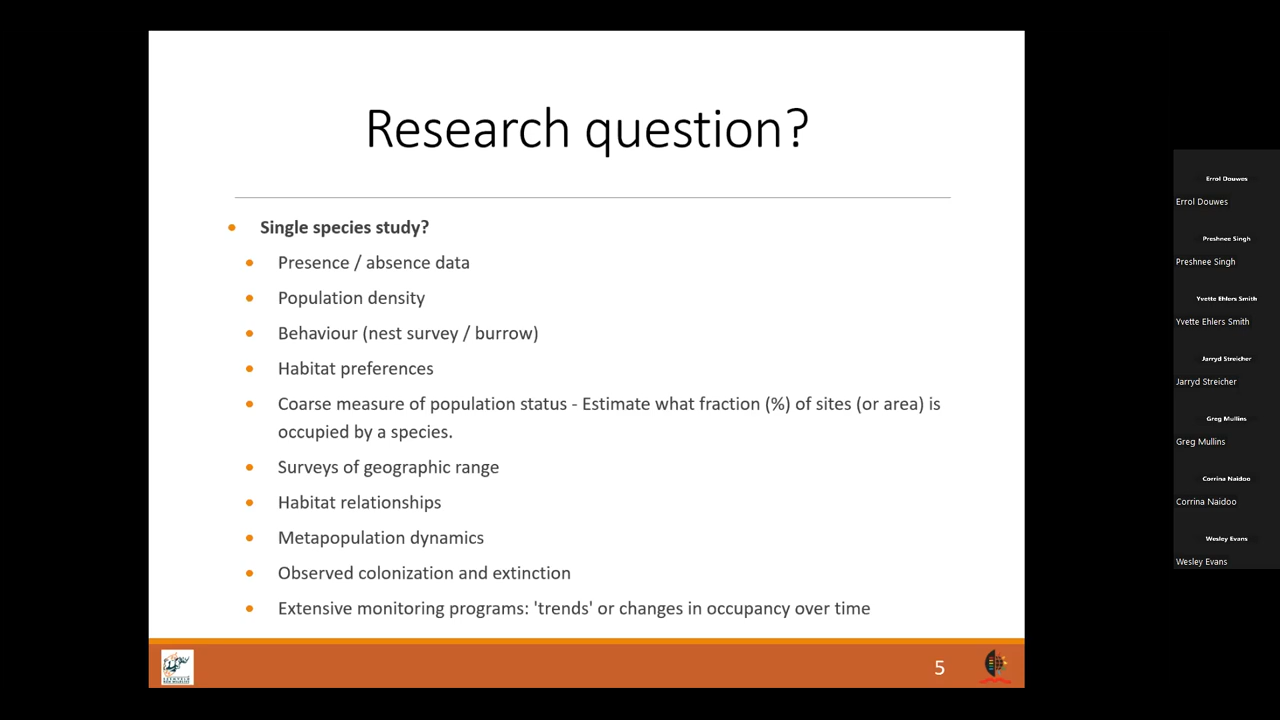 Research question?
Single species study?
Presence / absence data
Population density
Behaviour (nest survey / burrow)
Habitat preferences
Coarse measure of population status - Estimate what fraction (%) of sites (or area) is
occupied by a species.
Surveys of geographic range
Habitat relationships
Metapopulation dynamics
Observed colonization and extinction
Extensive monitoring programs: 'trends' or changes in occupancy over time
5
Errol Douwes
Errol Douwes
Preshnee Singh
Preshnee Singh
Yvette Ehlers Smith
Yvette Ehlers Smith
Jarryd Streicher
Jarryd Streicher
Greg Mullins
Greg Mullins
Corrina Naidoo
Corrina Naidoo
Wesley Evans
Wesley Evans